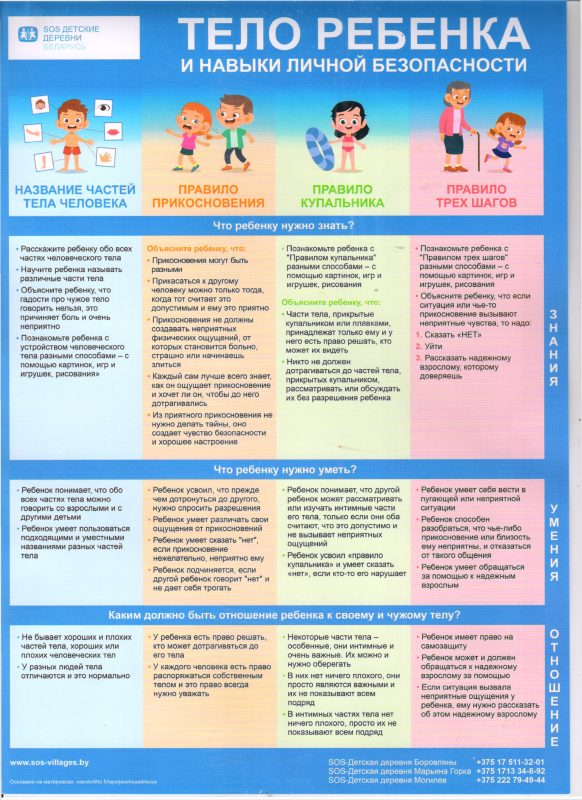 SOS ДЕТСКИЕ
ДЕРЕВНИ
БЕЛАРУСЬ
ТЕЛО РЕБЕНКА
И НАВЫКИ ЛИЧНОЙ БЕЗОПАСНОСТИ
НАЗВАНИЕ ЧАСТЕЙ
ТЕЛА ЧЕЛОВЕКА
ПРАВИЛО
ПРИКОСНОВЕНИЯ
ПРАВИЛО
КУПАЛЬНИКА
ПРАВИЛО
ТРЕХ ШАГОВ
Что ребенку нужно знать?
• Расскажите ребенку обо всех
частях человеческого тела
• Научите ребенка называть
различные части тела
• Объясните ребенку, что
гадости про чужое тело
говорить нельзя, это
причиняет боль и очень
неприятно
• Познакомьте ребенка с
устройством человеческого
тела разными способами – с
помощью картинок, игр и
игрушек, рисования»
Объясните ребенку, что:
• Прикосновения могут быть
разными
• Прикасаться к другому
человеку можно только тогда,
когда тот считает это
допустимым и ему это приятно
• Прикосновения не должны
создавать неприятных
физических ощущений, от
которых становится больно,
страшно или начинаешь
злиться
• Каждый сам лучше всего знает,
как он ощущает прикосновение
и хочет ли он, чтобы до него
дотрагивались
• Из приятного прикосновения не
нужно делать тайны, оно
создает чувство безопасности
и хорошее настроение
• Познакомьте ребенка с
"Правилом купальника"
разными способами – с
помощью картинок, игр и
игрушек, рисования
Объясните ребенку, что:
• Части тела, прикрытые
купальником или плавками,
принадлежат только ему и у
него есть право решать, кто
может их видеть
• Никто не должен
дотрагиваться до частей тела,
прикрытых купальником,
рассматривать или обсуждать
их без разрешения ребенка
• Познакомьте ребенка с
"Правилом трех шагов"
разными способами – с
помощью картинок, игр и
игрушек, рисования
• Объясните ребенку, что если
ситуация или чье-то
прикосновение вызывают
неприятные чувства, то надо:
1. Сказать «НЕТ»
2. Уйти
3. Рассказать надежному
взрослому, которому
доверяешь
ЗНАНИЯ
Что ребенку нужно уметь?
• Ребенок понимает, что обо
всех частях тела можно
говорить со взрослыми и с
другими детьми
• Ребенок умеет пользоваться
подходящими и уместными
названиями разных частей
тела
• Ребенок усвоил, что прежде
чем дотронуться до другого,
нужно спросить разрешения
• Ребенок умеет различать свои
ощущения от прикосновений
• Ребенок умеет сказать "нет",
если прикосновение
нежелательно, неприятно ему
• Ребенок подчиняется, если
другой ребенок говорит "нет" и
не дает себя трогать
• Ребенок понимает, что другой
ребенок может рассматривать
или изучать интимные части
его тела, только если они оба
считают, что это допустимо и
не вызывает неприятных
ощущений
• Ребенок усвоил «правило
купальника» и умеет сказать
«нет», если кто-то его нарушает
• Ребенок умеет себя вести в
пугающей или неприятной
ситуации
• Ребенок способен
разобраться, что чье-либо
прикосновение или близость
ему неприятны, и отказаться
от такого общения
• Ребенок умеет обращаться
за помощью к надежным
взрослым
УМЕНИЯ
Каким должно быть отношение ребенка к своему и чужому телу?
• Не бывает хороших и плохих
частей тела, хороших или
плохих человеческих тел
• У разных людей тела
отличаются и это нормально
• У ребенка есть право решать,
кто может дотрагиваться до
его тела
• У каждого человека есть право
распоряжаться собственным
телом и это право всегда
нужно уважать
• Некоторые части тела –
особенные, они интимные и
очень важные. Их можно и
нужно оберегать
• В них нет ничего плохого, они
просто являются важными и
их не показывают всем
подряд
• В интимных частях тела нет
ничего плохого, просто их не
показывают всем подряд
• Ребенок имеет право на
самозащиту
• Ребенок может и должен
обращаться к надежному
взрослому за помощью
• Если ситуация вызвала
неприятные ощущения у
ребенка, ему нужно рассказать
об этом надежному взрослому
ОТНОШЕНИЕ
www.sos-villages.by
Основано на материалах:
SOS-Детская деревня Боровляны +375 17 511-32-01
SOS-Детская деревня Марьина Горка +375 1713 34-8-92
SOS-Детская деревня Могилев +375 222 79-49-44